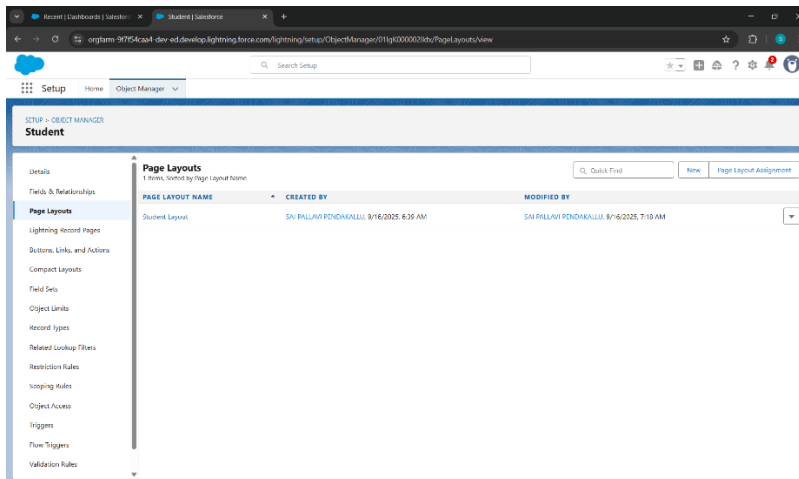 Recent | Dashboards | Salesforc
Student | Salesforce
orgfarm-9f7f54caa4-dev-ed.develop.lightning.force.com/lightning/setup/ObjectManager/01IgK000002Ikfx/PageLayouts/view
Search Setup
Setup Home Object Manager
SETUP > OBJECT MANAGER
Student
Details
Fields & Relationships
Page Layouts
Lightning Record Pages
Buttons, Links, and Actions
Compact Layouts
Field Sets
Object Limits
Record Types
Related Lookup Filters
Restriction Rules
Scoping Rules
Object Access
Triggers
Flow Triggers
Validation Rules
Page Layouts
1 Items, Sorted by Page Layout Name
Quick Find
New
Page Layout Assignment
PAGE LAYOUT NAME CREATED BY MODIFIED BY
Student Layout SAI PALLAVI PENDAKALLU, 9/16/2025, 6:39 AM SAI PALLAVI PENDAKALLU, 9/16/2025, 7:18 AM